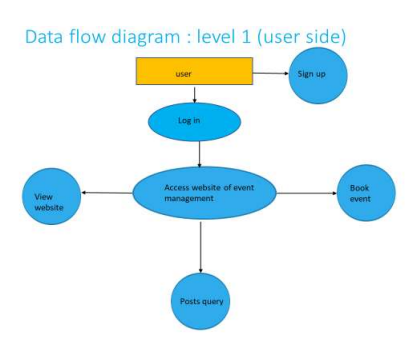 Data flow diagram : level 1 (user side)
user
Sign up
Log in
Access website of event
management
View
website
Book
event
Posts query